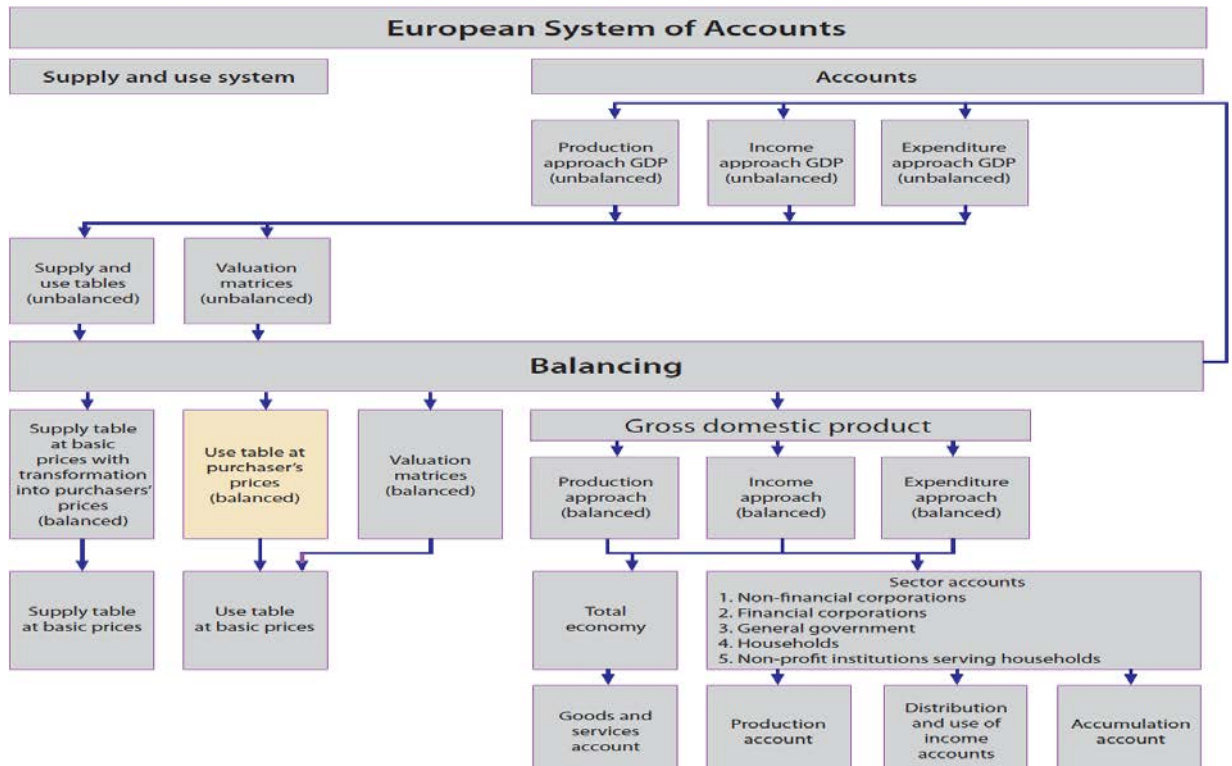 European System of Accounts
Supply and use system
Accounts
Production
approach GDP
(unbalanced)
Income
approach GDP
(unbalanced)
Expenditure
approach GDP
(unbalanced)
Supply and
use tables
(unbalanced)
Valuation
matrices
(unbalanced)
Balancing
Supply table
at basic
prices with
transformation
into purchasers’
prices
(balanced)
Use table at
purchaser’s
prices
(balanced)
Valuation
matrices
(balanced)
Gross domestic product
Production
approach
(balanced)
Income
approach
(balanced)
Expenditure
approach
(balanced)
Supply table
at basic prices
Use table
at basic prices
Total
economy
Sector accounts
1. Non-financial corporations
2. Financial corporations
3. General government
4. Households
5. Non-profit institutions serving households
Goods and
services
account
Production
account
Distribution
and use of
income
accounts
Accumulation
account